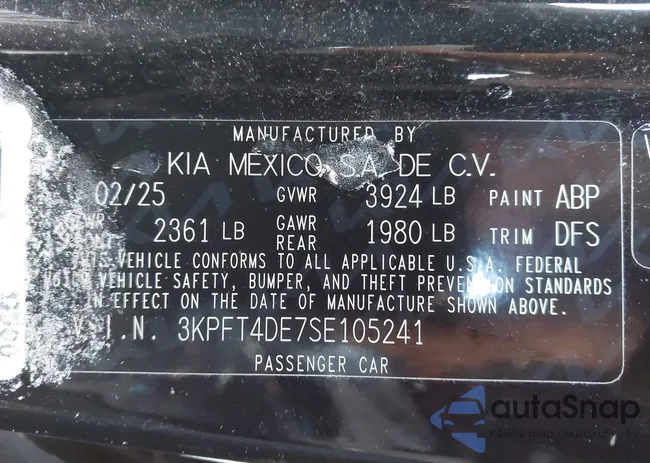 MANUFACTURED BY
KIA MEXICO S.A. DE C.V.
02/25 GVWR 3924 LB PAINT ABP
2361 LB GAWR REAR 1980 LB TRIM DFS
THIS VEHICLE CONFORMS TO ALL APPLICABLE U.S.A. FEDERAL
VEHICLE SAFETY, BUMPER, AND THEFT PREVENTION STANDARDS
IN EFFECT ON THE DATE OF MANUFACTURE SHOWN ABOVE.
V.I.N. 3KPFT4DE7SE105241
PASSENGER CAR
autaSnap